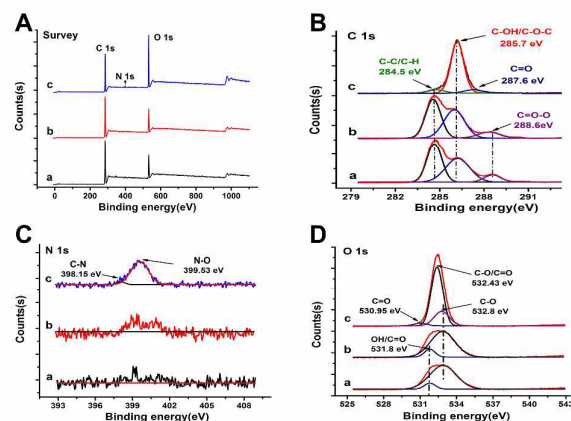 A
Survey
C 1s
O 1s
N 1s
c
b
a
Counts(s)
0 200 400 600 800 1000
Binding energy(eV)
B
C 1s
C-OH/C-O-C
285.7 eV
C-C/C-H
284.5 eV
C=O
287.6 eV
c
C=O-O
288.6eV
b
a
Counts(s)
279 282 285 288 291
Binding energy(eV)
C
N 1s
C-N
398.15 eV
N-O
399.53 eV
c
b
a
Counts(s)
393 396 399 402 405 408
Binding energy(eV)
D
O 1s
C-O/C=O
532.43 eV
C=O
530.95 eV
C-O
532.8 eV
c
OH/C=O
531.8 eV
b
a
Counts(s)
525 528 531 534 537 540 543
Binding energy(eV)